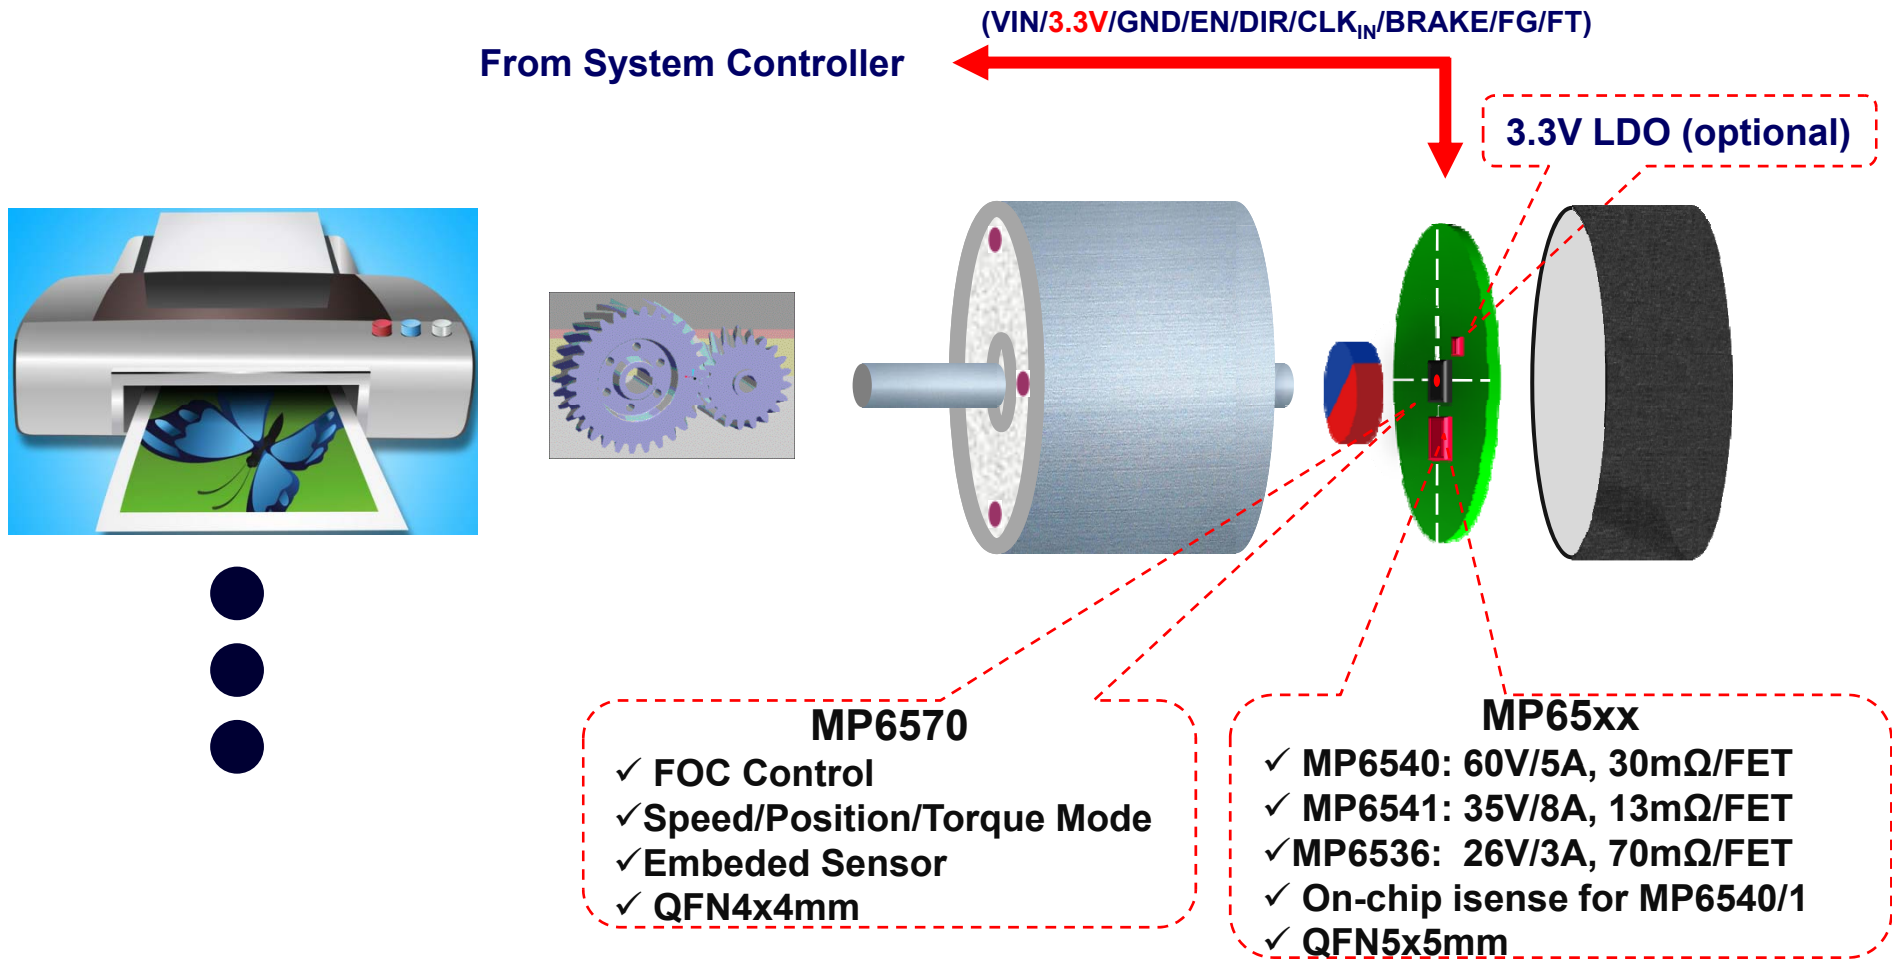 (VIN/3.3V/GND/EN/DIR/CLKIN/BRAKE/FG/FT)
From System Controller
3.3V LDO (optional)
MP6570
✓ FOC Control
✓Speed/Position/Torque Mode
✓Embeded Sensor
✓ QFN4x4mm
MP65xx
✓ MP6540: 60V/5A, 30mΩ/FET
✓ MP6541: 35V/8A, 13mΩ/FET
✓MP6536: 26V/3A, 70mΩ/FET
✓ On-chip isense for MP6540/1
✓ QFN5x5mm